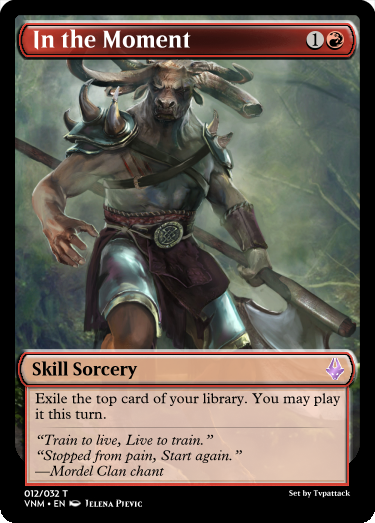 In the Moment 1
Skill Sorcery
Exile the top card of your library. You may play
it this turn.
“Train to live, Live to train.”
“Stopped from pain, Start again.”
—Mordel Clan chant
012/032 T
Set by Tvpattack
VNM • EN Jelena Pjevic